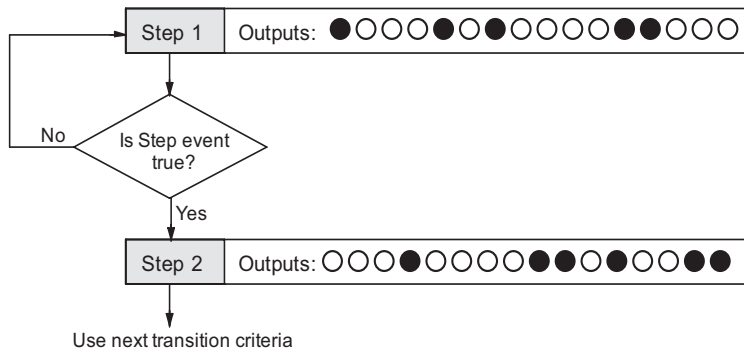 Step 1 Outputs:
No
Is Step event
true?
Yes
Step 2 Outputs:
Use next transition criteria